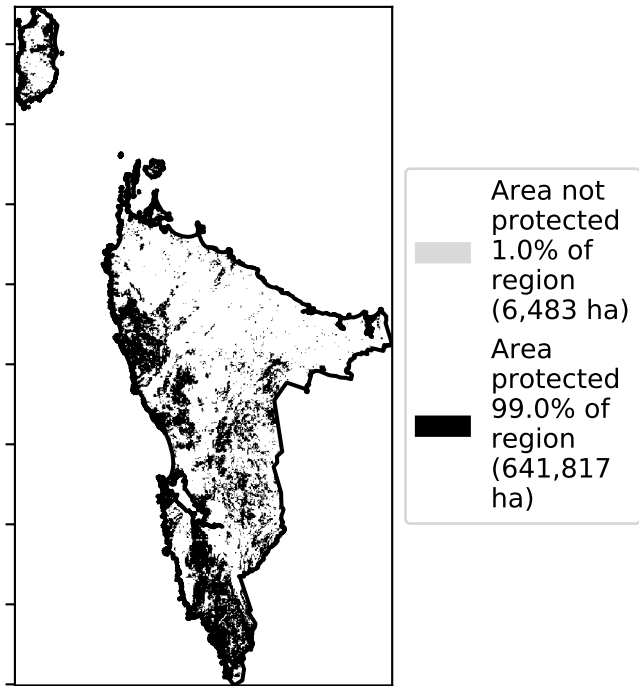 Area not
protected
1.0% of
region
(6,483 ha)
Area
protected
99.0% of
region
(641,817
ha)